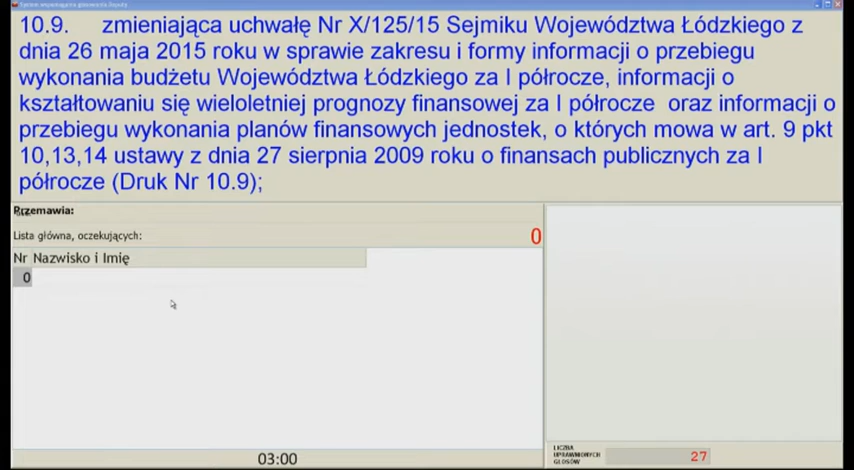 System wspomagania głosowania
10.9. zmieniająca uchwałę Nr X/125/15 Sejmiku Województwa Łódzkiego z
dnia 26 maja 2015 roku w sprawie zakresu i formy informacji o przebiegu
wykonania budżetu Województwa Łódzkiego za I półrocze, informacji o
kształtowaniu się wieloletniej prognozy finansowej za I półrocze oraz informacji o
przebiegu wykonania planów finansowych jednostek, o których mowa w art. 9 pkt
10,13,14 ustawy z dnia 27 sierpnia 2009 roku o finansach publicznych za I
półrocze (Druk Nr 10.9);
Przemawia:
Lista główna, oczekujących: 0
Nr Nazwisko i Imię
0
03:00
LICZBA
UPRAWNIONYCH
GŁOSÓW
27